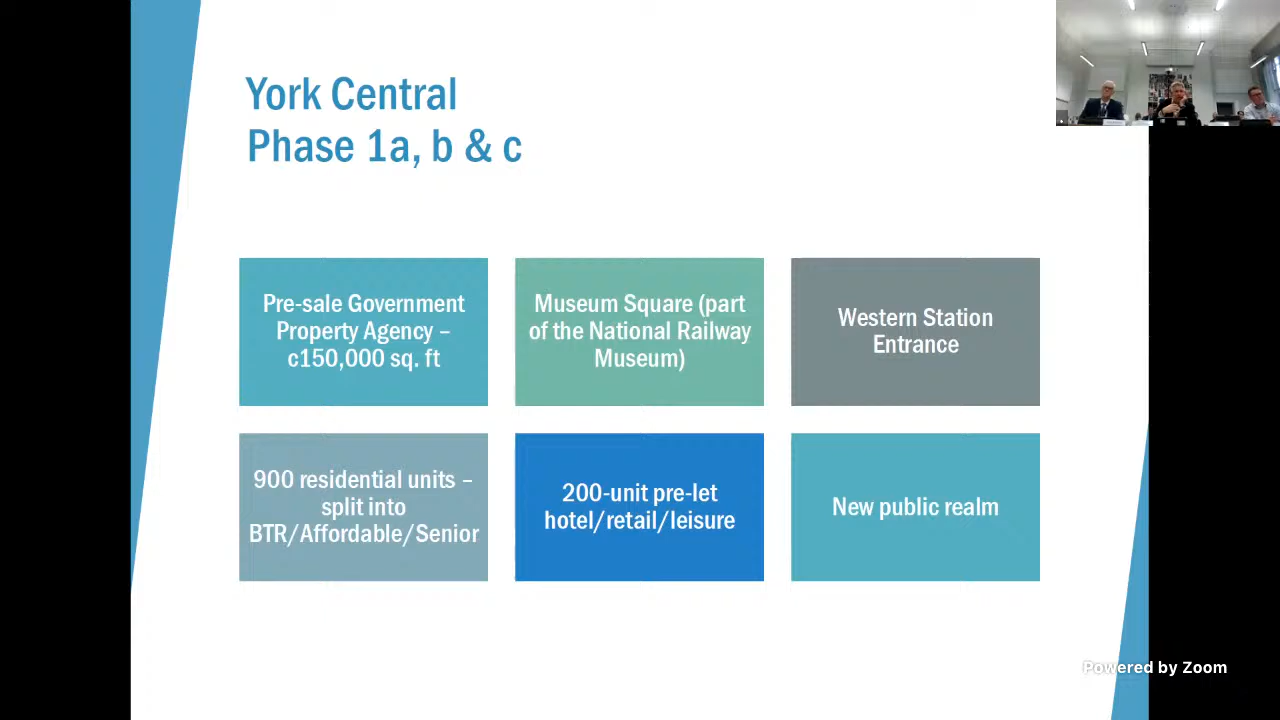 York Central
Phase 1a, b & c
Pre-sale Government
Property Agency –
c150,000 sq. ft
Museum Square (part
of the National Railway
Museum)
Western Station
Entrance
900 residential units –
split into
BTR/Affordable/Senior
200-unit pre-let
hotel/retail/leisure
New public realm
Powered by Zoom